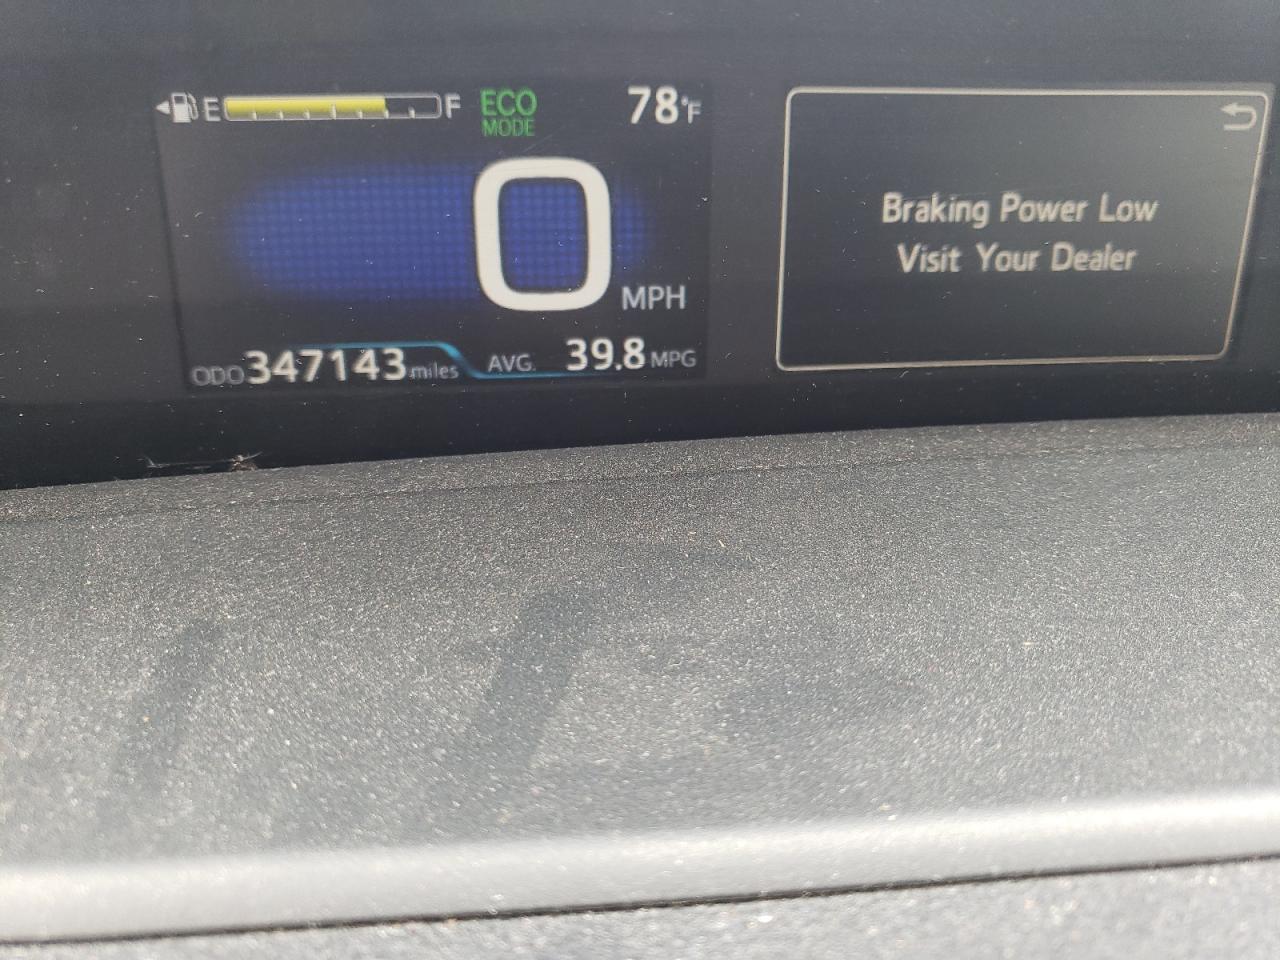 E F ECO 78°F
MODE
0
MPH
ODO 347143 miles AVG. 39.8 MPG
Braking Power Low
Visit Your Dealer